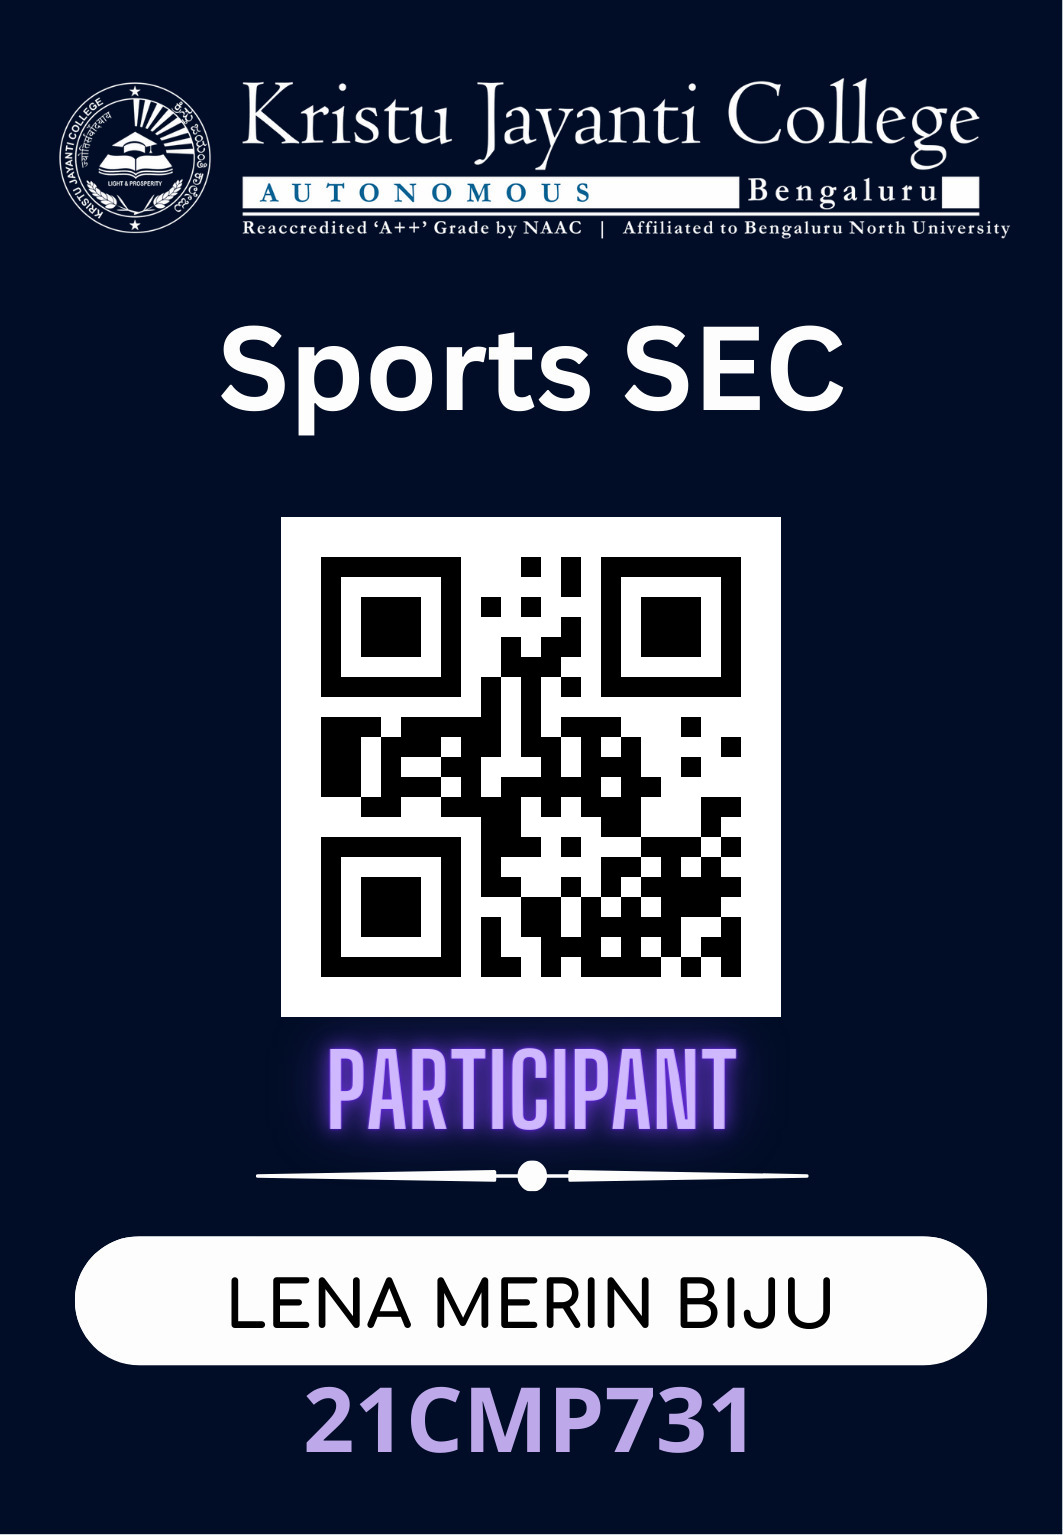 KRISTU JAYANTI COLLEGE
ಕ್ರಿಸ್ತು ಜಯಂತಿ ಕಾಲೇಜು
LIGHT & PROSPERITY
Kristu Jayanti College
AUTONOMOUS Bengaluru
Reaccredited ‘A++’ Grade by NAAC | Affiliated to Bengaluru North University
Sports SEC
PARTICIPANT
LENA MERIN BIJU
21CMP731